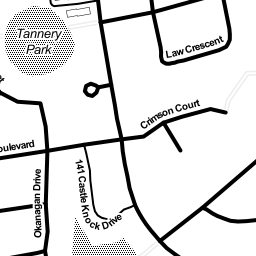 Tannery
Park
Law Crescent
Crimson Court
oulevard
Okanagan Drive
141 Castle Knock Drive